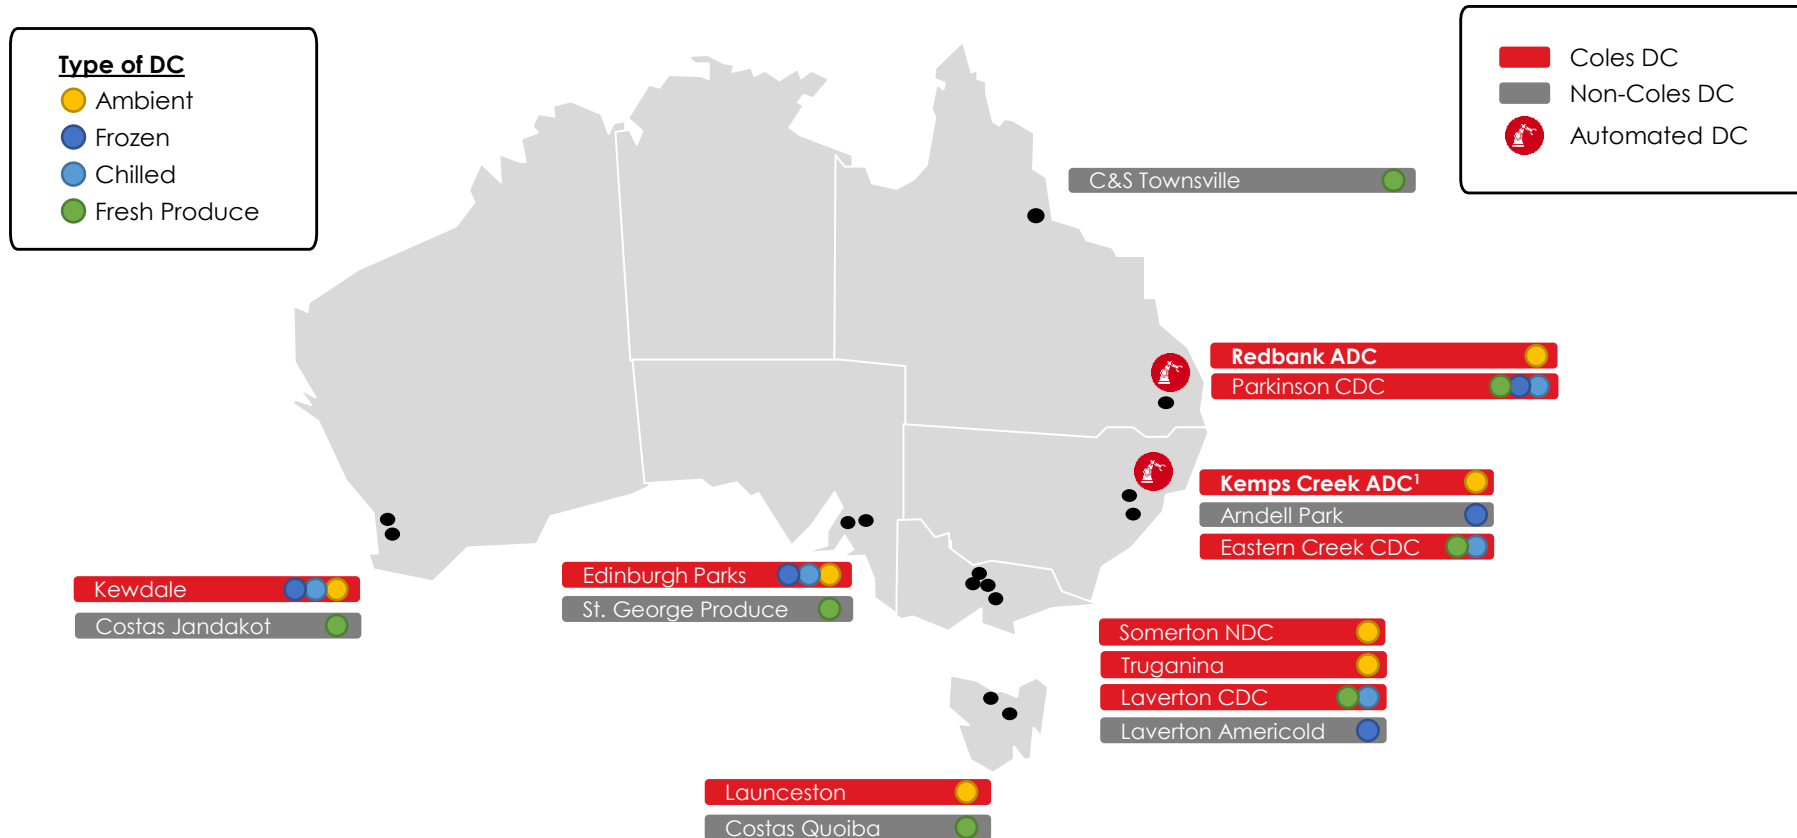 Type of DC
Ambient
Frozen
Chilled
Fresh Produce
Coles DC
Non-Coles DC
Automated DC
C&S Townsville
Redbank ADC
Parkinson CDC
Kemps Creek ADC¹
Arndell Park
Eastern Creek CDC
Kewdale
Costas Jandakot
Edinburgh Parks
St. George Produce
Somerton NDC
Truganina
Laverton CDC
Laverton Americold
Launceston
Costas Quoiba